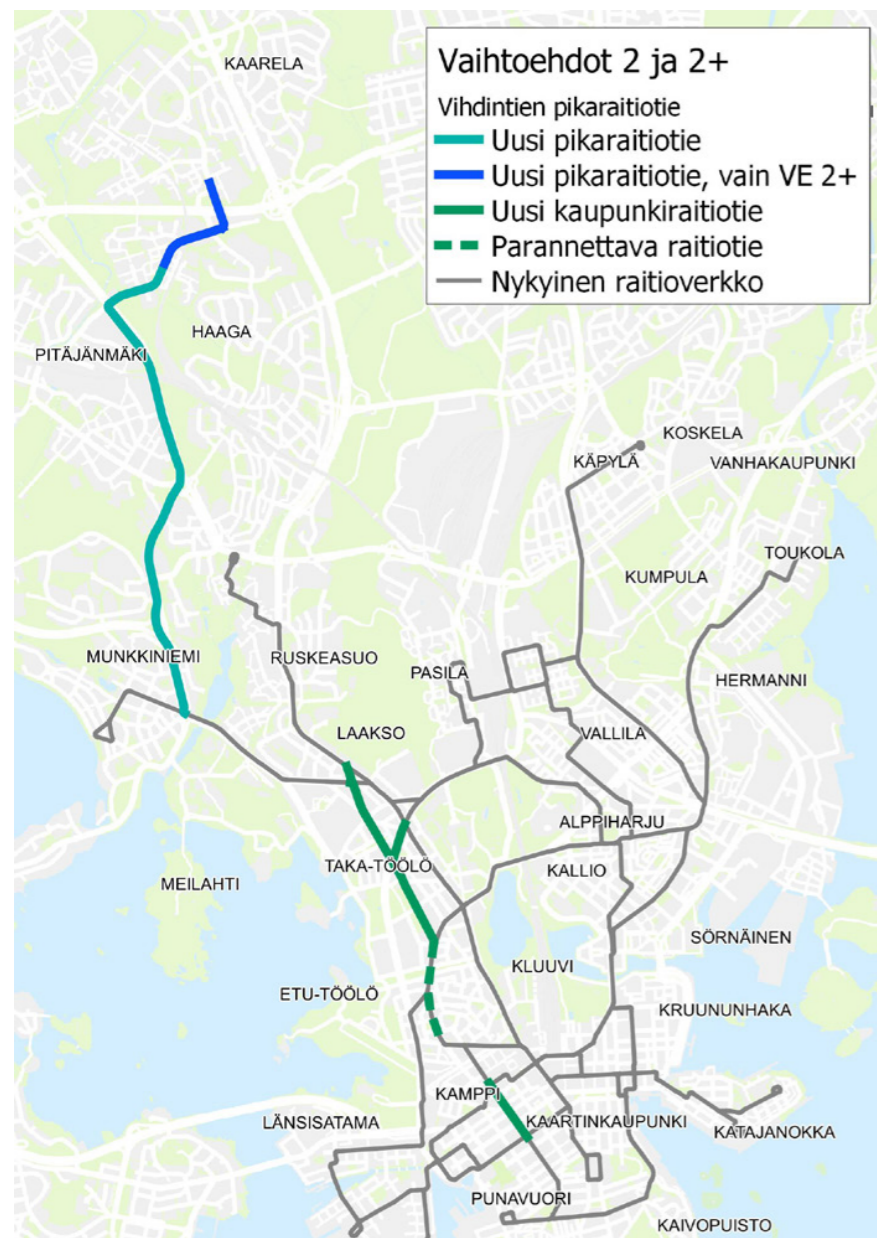 KAARELA
Vaihtoehdot 2 ja 2+
Vihdintien pikaraitiotie
Uusi pikaraitiotie
Uusi pikaraitiotie, vain VE 2+
Uusi kaupunkiraitiotie
Parannettava raitiotie
Nykyinen raitioverkko
HAAGA
PITÄJÄNMÄKI
KOSKELA
KÄPYLÄ
VANHAKAUPUNKI
TOUKOLA
KUMPULA
MUNKKINIEMI
RUSKEASUO
PASILA
HERMANNI
LAAKSO
VALLILA
ALPPIHARJU
TAKA-TÖÖLÖ
KALLIO
MEILAHTI
SÖRNÄINEN
KLUUVI
ETU-TÖÖLÖ
KRUUNUNHAKA
KAMPPI
LÄNSISATAMA
KAARTINKAUPUNKI
KATAJANOKKA
PUNAVUORI
KAIVOPUISTO